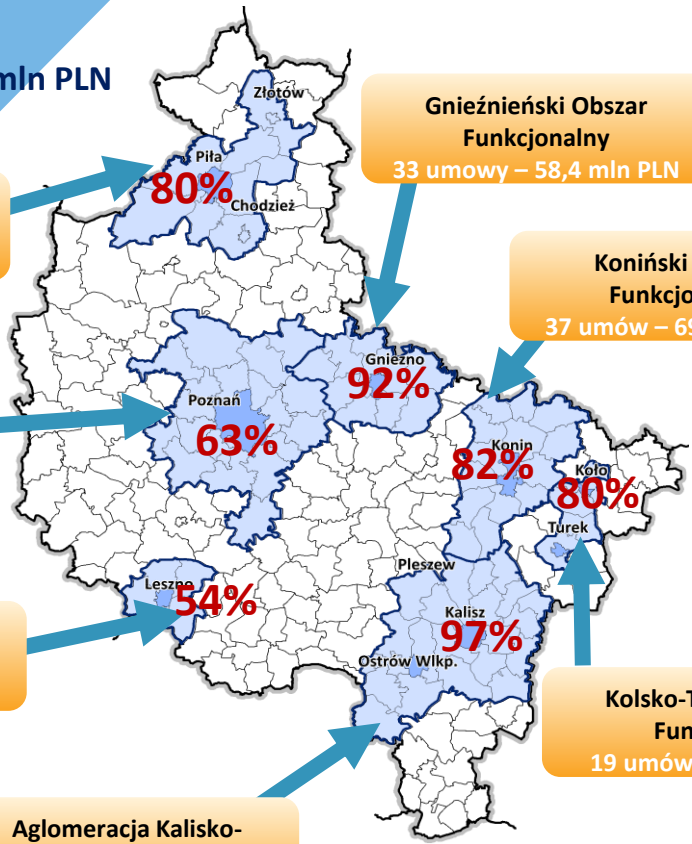 mln PLN
Złotów
Gnieźnieński Obszar
Funkcjonalny
33 umowy – 58,4 mln PLN
Piła
80%
Chodzież
Koniński
Funkcjo
37 umów – 69
Gniezno
92%
Poznań
63%
Konin
82%
Koło
80%
Turek
Pleszew
Leszno
54%
Kalisz
97%
Ostrów Wlkp.
Kolsko-T
Fun
19 umów
Aglomeracja Kalisko-